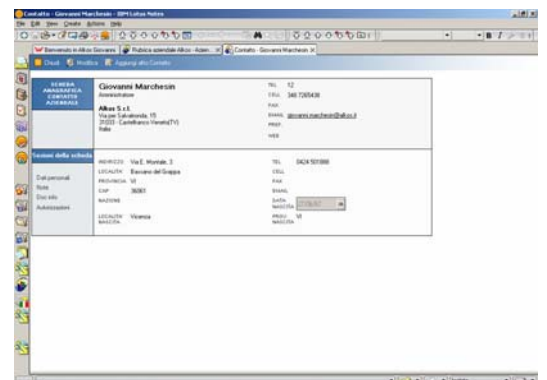 Contatto - Giovanni Marchesin - IBM Lotus Notes
File Edit View Create Actions Help
Benvenuto in Alkos Giovanni
Rubrica aziendale Alkos - Azien..
Contatto - Giovanni Marchesin
Chiudi Modifica Aggiungi altro Contatto
SCHEDA
ANAGRAFICA
CONTATTO
AZIENDALE
Giovanni Marchesin
Amministratore
Alkos S.r.l.
Via per Salvatronda, 15
31033 - Castelfranco Veneto(TV)
Italia
TEL 12
CELL 348 7265438
FAX
EMAIL giovanni.marchesin@alkos.it
PREF
WEB
Sezioni della scheda
Dati personali
Note
Doc info
Autorizzazioni
INDIRIZZO Via E. Montale, 3
LOCALITA' Bassano del Grappa
PROVINCIA VI
CAP 36061
NAZIONE
LOCALITA' NASCITA Vicenza
TEL 0424 501890
CELL
FAX
EMAIL
DATA NASCITA
PROV NASCITA VI